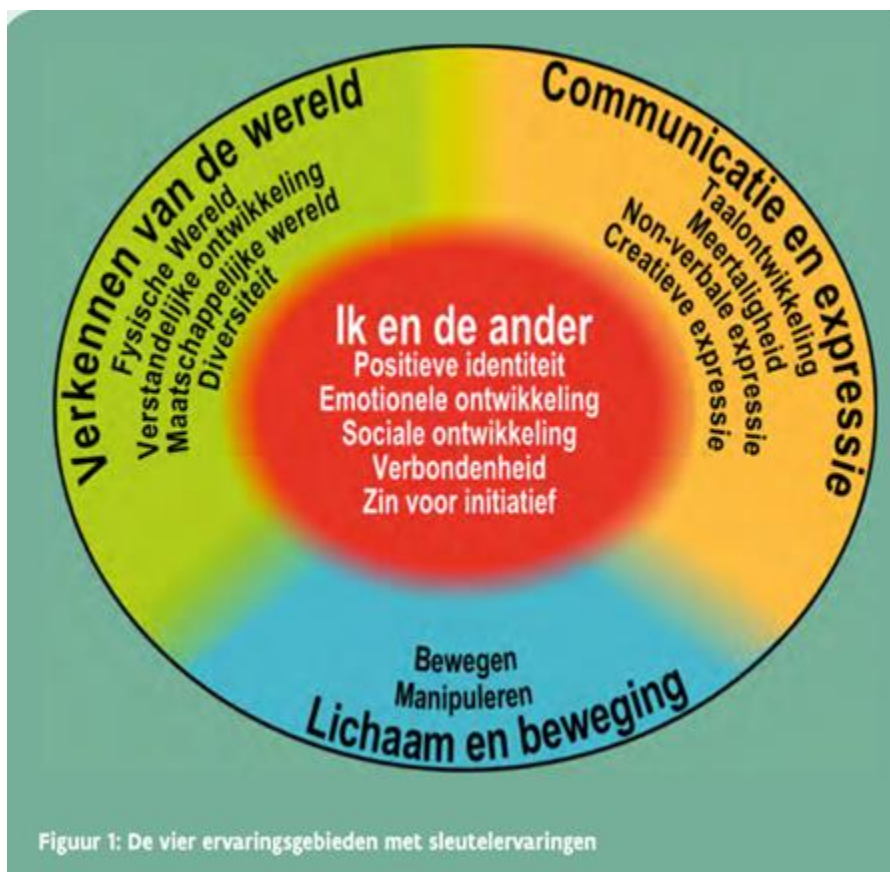 Verkennen van de wereld
Fysische Wereld
Verstandelijke ontwikkeling
Maatschappelijke wereld
Diversiteit
Communicatie en expressie
Taalontwikkeling
Meertaligheid
Non-verbale expressie
Creatieve expressie
Ik en de ander
Positieve identiteit
Emotionele ontwikkeling
Sociale ontwikkeling
Verbondenheid
Zin voor initiatief
Bewegen
Manipuleren
Lichaam en beweging
Figuur 1: De vier ervaringsgebieden met sleutelervaringen